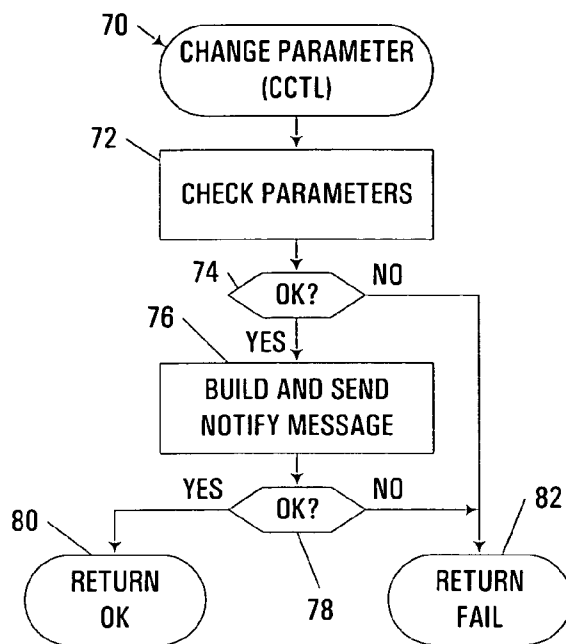 70
CHANGE PARAMETER
(CCTL)
72
CHECK PARAMETERS
74
OK?
NO
YES
76
BUILD AND SEND
NOTIFY MESSAGE
YES
OK?
NO
78
80
RETURN
OK
82
RETURN
FAIL